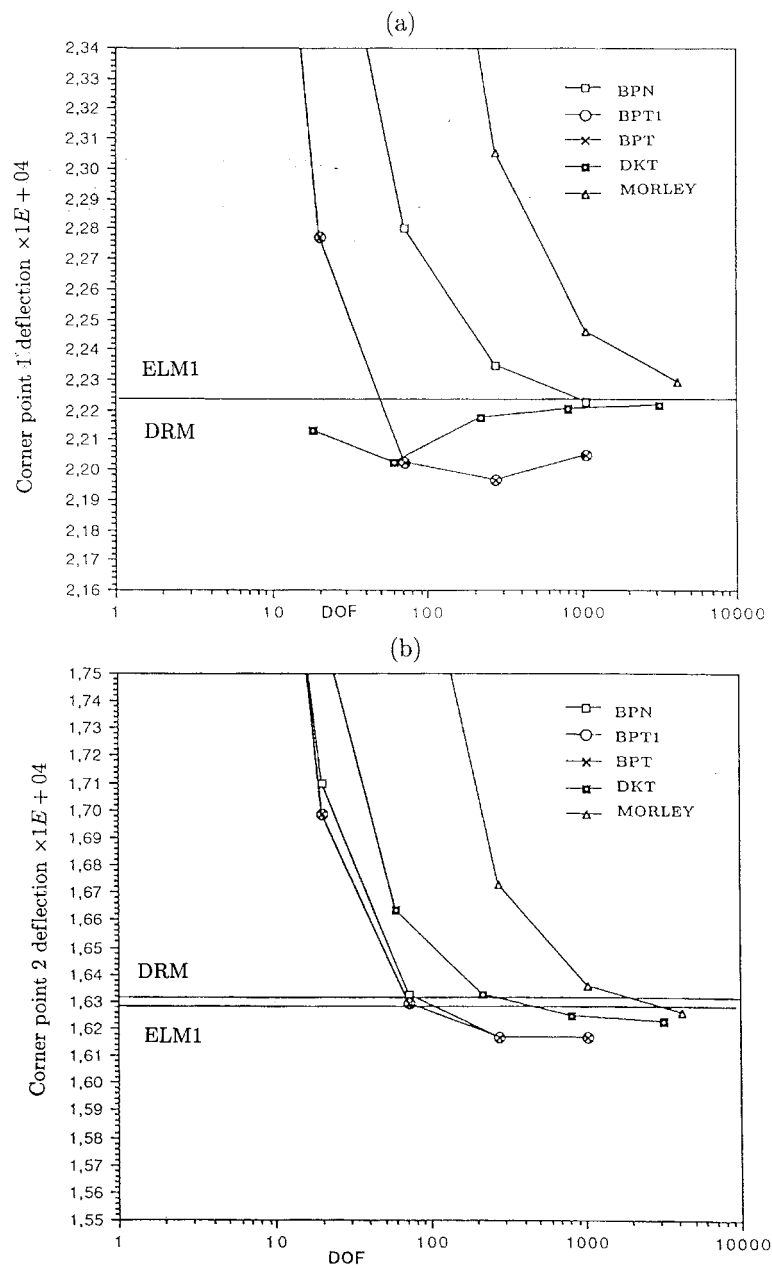 (a)
2,34
2,33
2,32
2,31
2,30
2,29
2,28
2,27
2,26
2,25
2,24
2,23
2,22
2,21
2,20
2,19
2,18
2,17
2,16
Corner point 1 deflection ×1E + 04
BPN
BPT1
BPT
DKT
MORLEY
ELM1
DRM
1 10 100 1000 10000
DOF
(b)
1,75
1,74
1,73
1,72
1,71
1,70
1,69
1,68
1,67
1,66
1,65
1,64
1,63
1,62
1,61
1,60
1,59
1,58
1,57
1,56
1,55
Corner point 2 deflection ×1E + 04
BPN
BPT1
BPT
DKT
MORLEY
DRM
ELM1
1 10 100 1000 10000
DOF